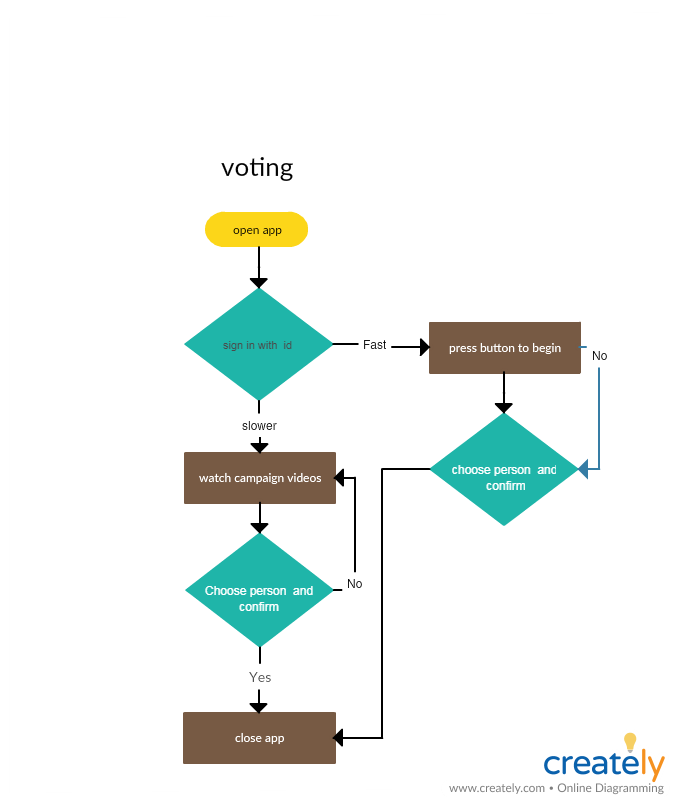 voting
open app
sign in with id
Fast
press button to begin
No
slower
watch campaign videos
choose person and
confirm
No
Choose person and
confirm
Yes
close app
creately
www.creately.com • Online Diagramming